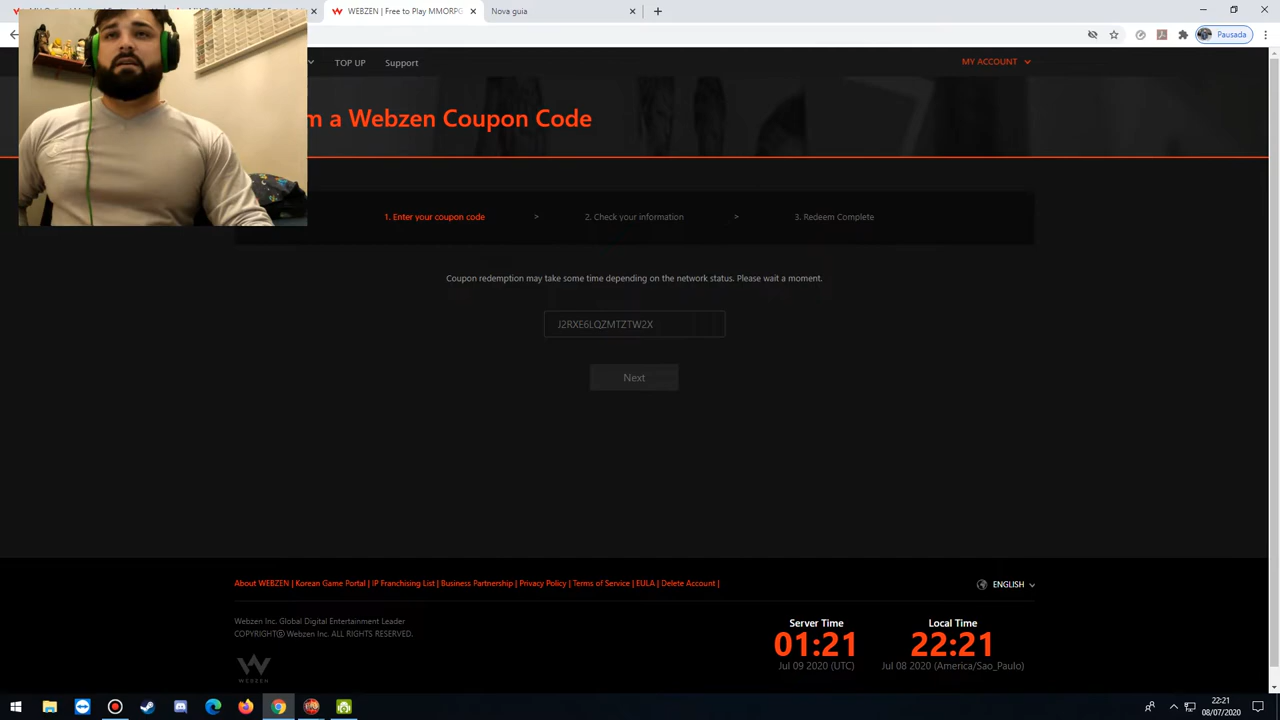 WEBZEN | Free to Play MMORPG
Nova guia
Pausada
TOP UP
Support
MY ACCOUNT
a Webzen Coupon Code
1. Enter your coupon code
>
2. Check your information
>
3. Redeem Complete
Coupon redemption may take some time depending on the network status. Please wait a moment.
J2RXE6LQZMTZTW2X
Next
About WEBZEN | Korean Game Portal | IP Franchising List | Business Partnership | Privacy Policy | Terms of Service | EULA | Delete Account |
ENGLISH
Webzen Inc. Global Digital Entertainment Leader
COPYRIGHTⓒ Webzen Inc. ALL RIGHTS RESERVED.
Server Time
01:21
Jul 09 2020 (UTC)
Local Time
22:21
Jul 08 2020 (America/Sao_Paulo)
WEBZEN
22:21
08/07/2020